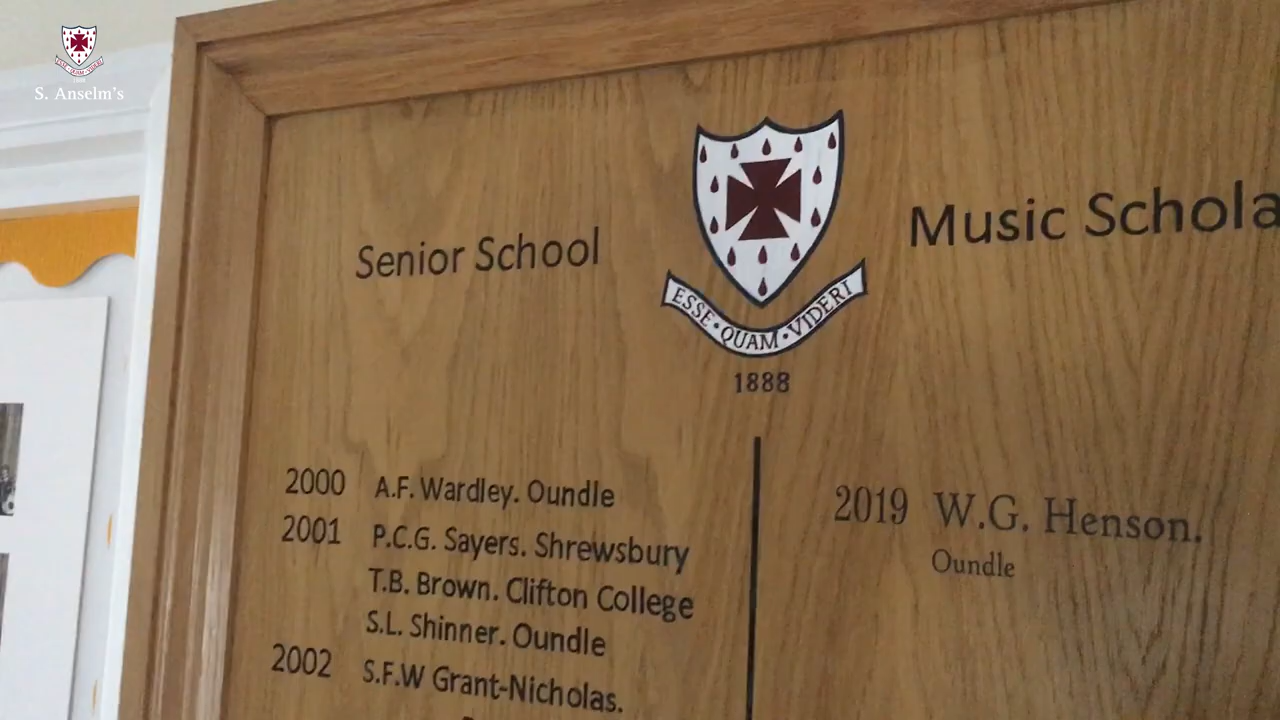 S. Anselm's
Senior School
Music Schola
ESSE • QUAM • VIDERI
1888
2000 A.F. Wardley. Oundle
2001 P.C.G. Sayers. Shrewsbury
T.B. Brown. Clifton College
S.L. Shinner. Oundle
2002 S.F.W Grant-Nicholas.
2019 W.G. Henson.
Oundle